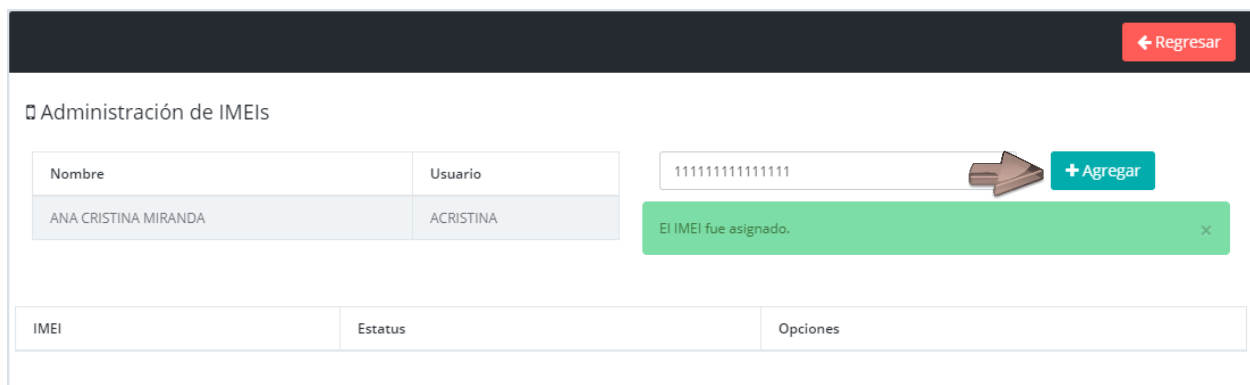 Regresar
Administración de IMEIs
Nombre Usuario
ANA CRISTINA MIRANDA ACRISTINA
111111111111111
Agregar
El IMEI fue asignado.
IMEI Estatus Opciones